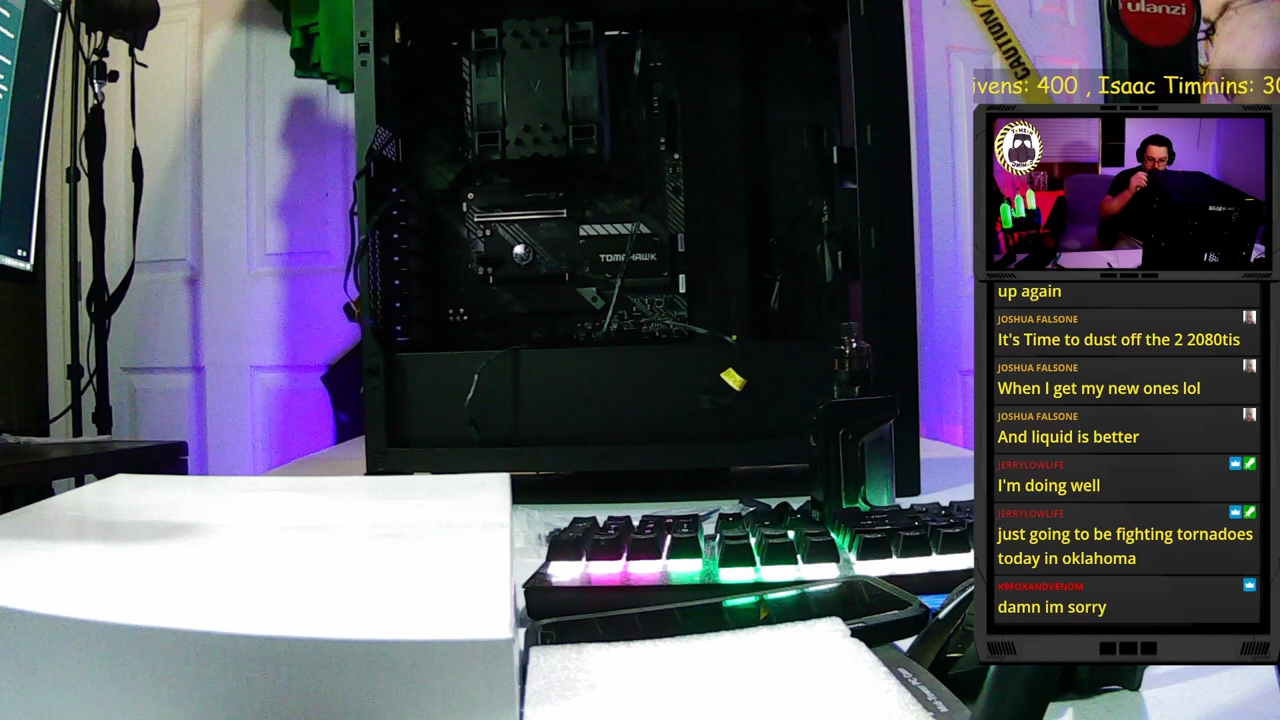 ulanzi
CAUTION
ivens: 400 , Isaac Timmins: 30
TOMAHAWK
up again
JOSHUA FALSONE
It's Time to dust off the 2 2080tis
JOSHUA FALSONE
When I get my new ones lol
JOSHUA FALSONE
And liquid is better
JERRYLOWLIFE
I'm doing well
JERRYLOWLIFE
just going to be fighting tornadoes
today in oklahoma
K9FOXANDVENOM
damn im sorry